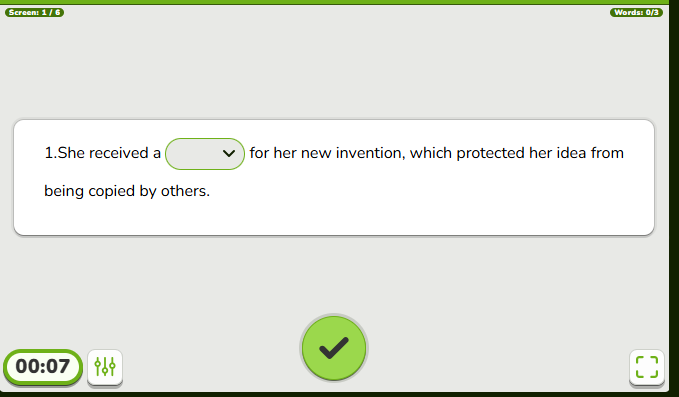 Screen: 1 / 6
Words: 0/3
1.She received a for her new invention, which protected her idea from
being copied by others.
00:07